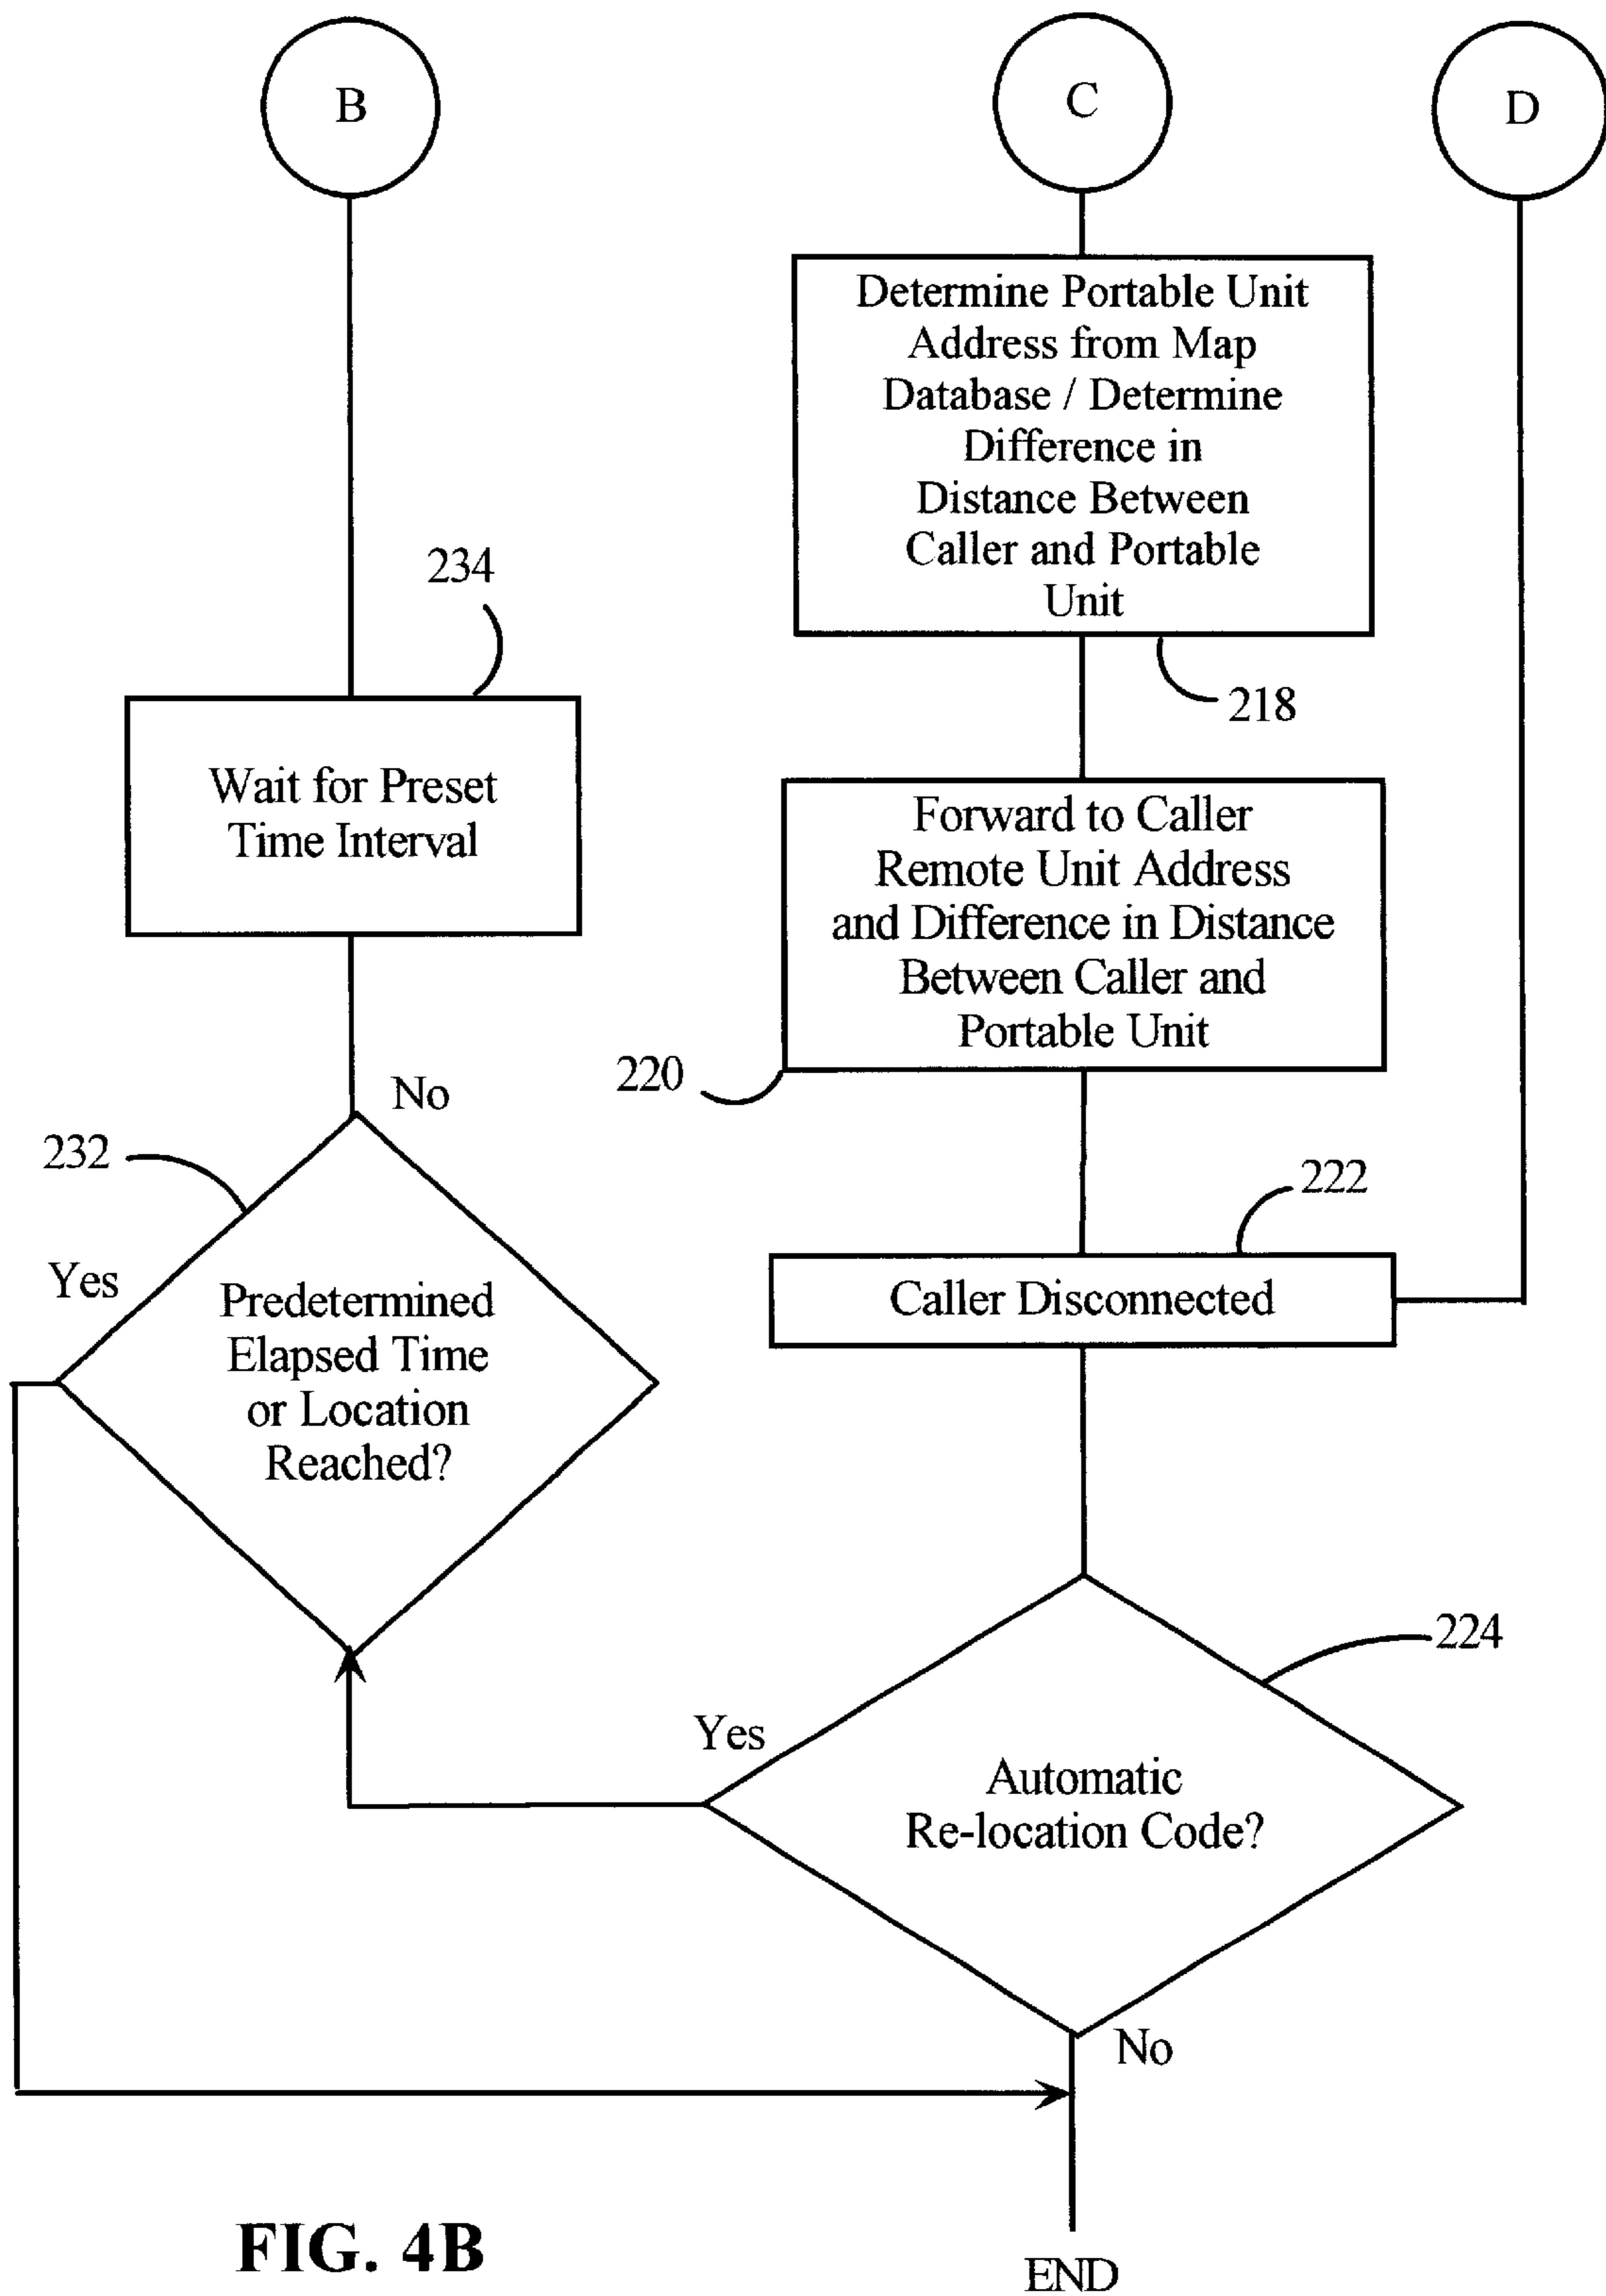 B
C
D
Determine Portable Unit
Address from Map
Database / Determine
Difference in
Distance Between
Caller and Portable
Unit
234
218
Wait for Preset
Time Interval
Forward to Caller
Remote Unit Address
and Difference in Distance
Between Caller and
Portable Unit
220
No
232
222
Yes
Predetermined
Elapsed Time
or Location
Reached?
Caller Disconnected
224
Yes
Automatic
Re-location Code?
No
FIG. 4B
END